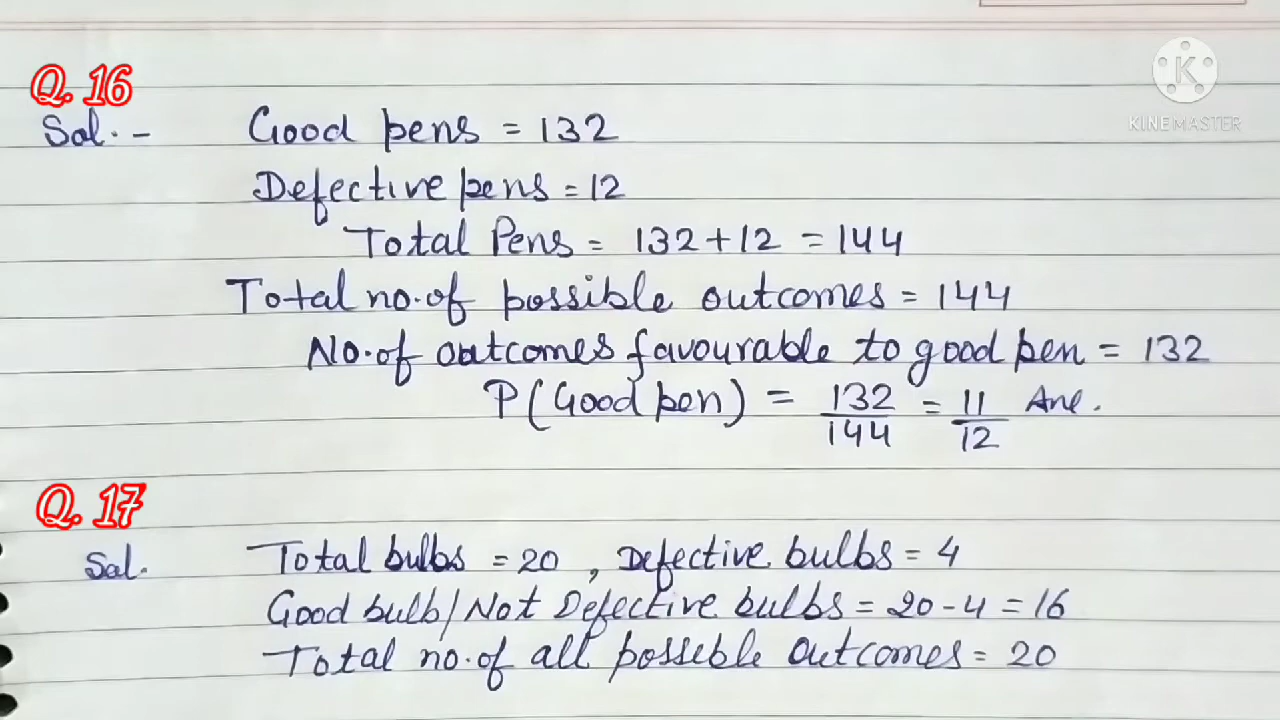 Q. 16
KINEMASTER
Sol.- Good pens = 132
Defective pens = 12
Total Pens = 132+12 = 144
Total no. of possible outcomes = 144
No. of outcomes favourable to good pen = 132
P (Good pen) = 132/144 = 11/12 Ans.
Q. 17
Sol. Total bulbs = 20 , Defective bulbs = 4
Good bulb/Not Defective bulbs = 20-4 = 16
Total no. of all possible outcomes = 20